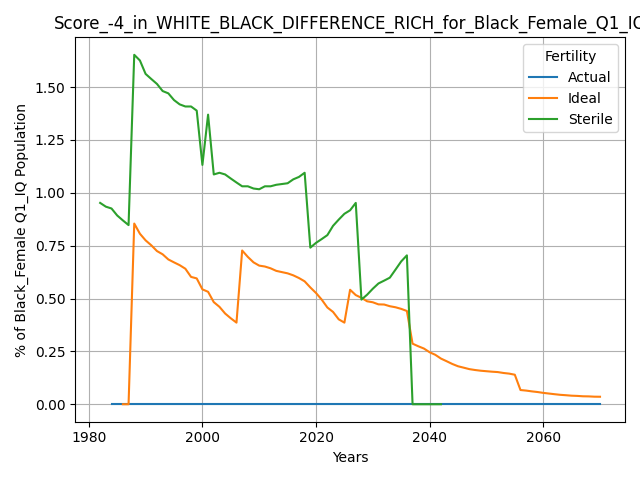 Score_-4_in_WHITE_BLACK_DIFFERENCE_RICH_for_Black_Female_Q1_IQ
Fertility
Actual
Ideal
Sterile
% of Black_Female Q1_IQ Population
1.50
1.25
1.00
0.75
0.50
0.25
0.00
1980 2000 2020 2040 2060
Years